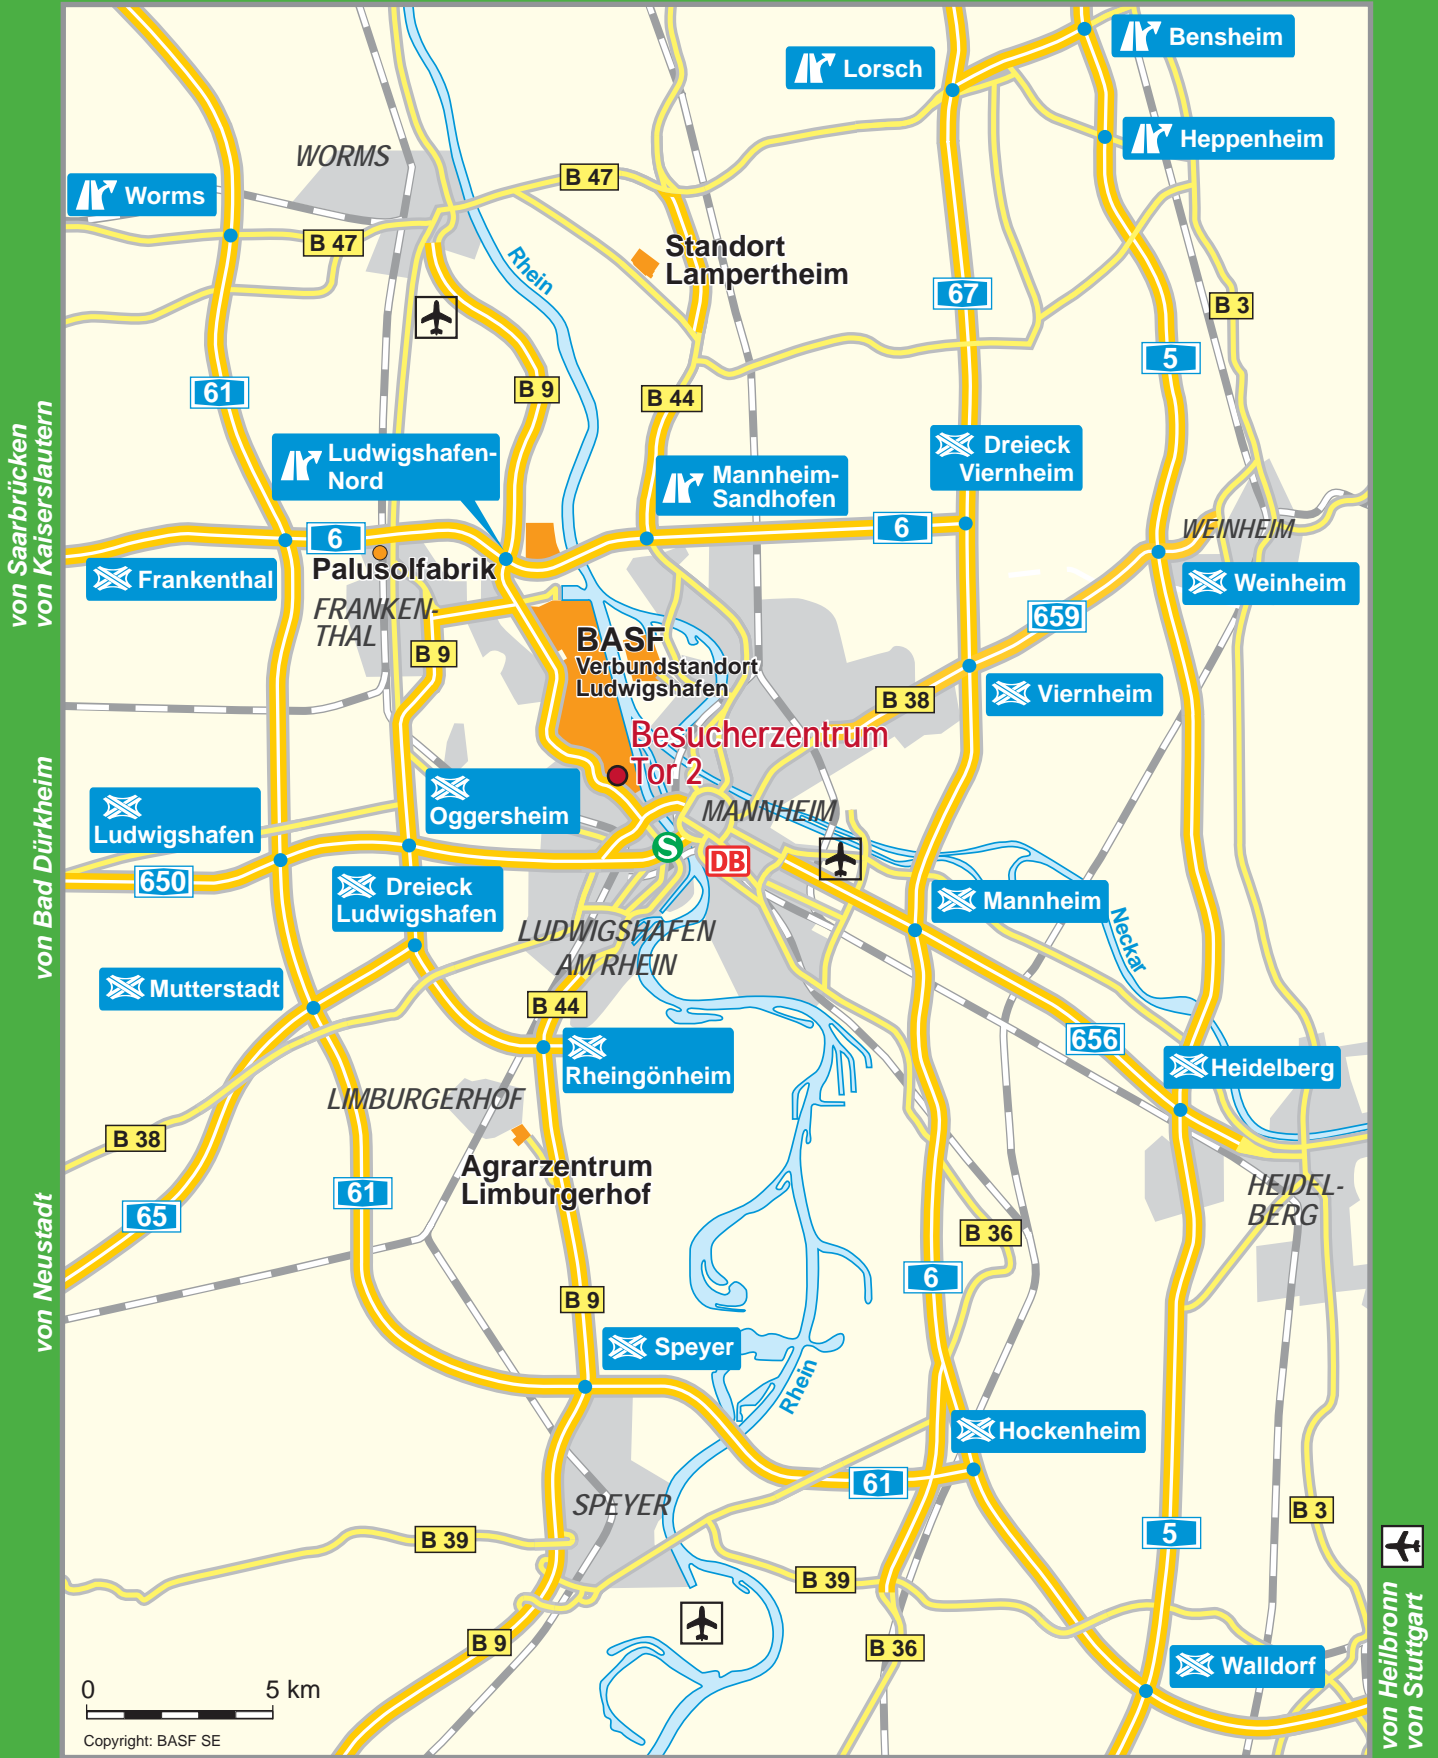 Bensheim
Lorsch
Heppenheim
WORMS
B 47
Worms
B 47
Rhein
Standort
Lampertheim
67
B 3
5
61
B 9
B 44
von Saarbrücken
von Kaiserslautern
Ludwigshafen-
Nord
Mannheim-
Sandhofen
Dreieck
Viernheim
6
6
WEINHEIM
Frankenthal
Palusolfabrik
Weinheim
FRANKEN-
THAL
659
BASF
Verbundstandort
Ludwigshafen
B 9
B 38
Viernheim
Besucherzentrum
Tor 2
von Bad Dürkheim
Ludwigshafen
Oggersheim
MANNHEIM
S
DB
650
Dreieck
Ludwigshafen
Mannheim
Neckar
LUDWIGSHAFEN
AM RHEIN
Mutterstadt
B 44
656
Rheingönheim
Heidelberg
LIMBURGERHOF
B 38
Agrarzentrum
Limburgerhof
61
65
HEIDEL-
BERG
von Neustadt
B 36
6
B 9
Speyer
Rhein
Hockenheim
61
SPEYER
B 3
B 39
5
B 39
B 9
B 36
Walldorf
von Heilbronn
von Stuttgart
0 5 km
Copyright: BASF SE